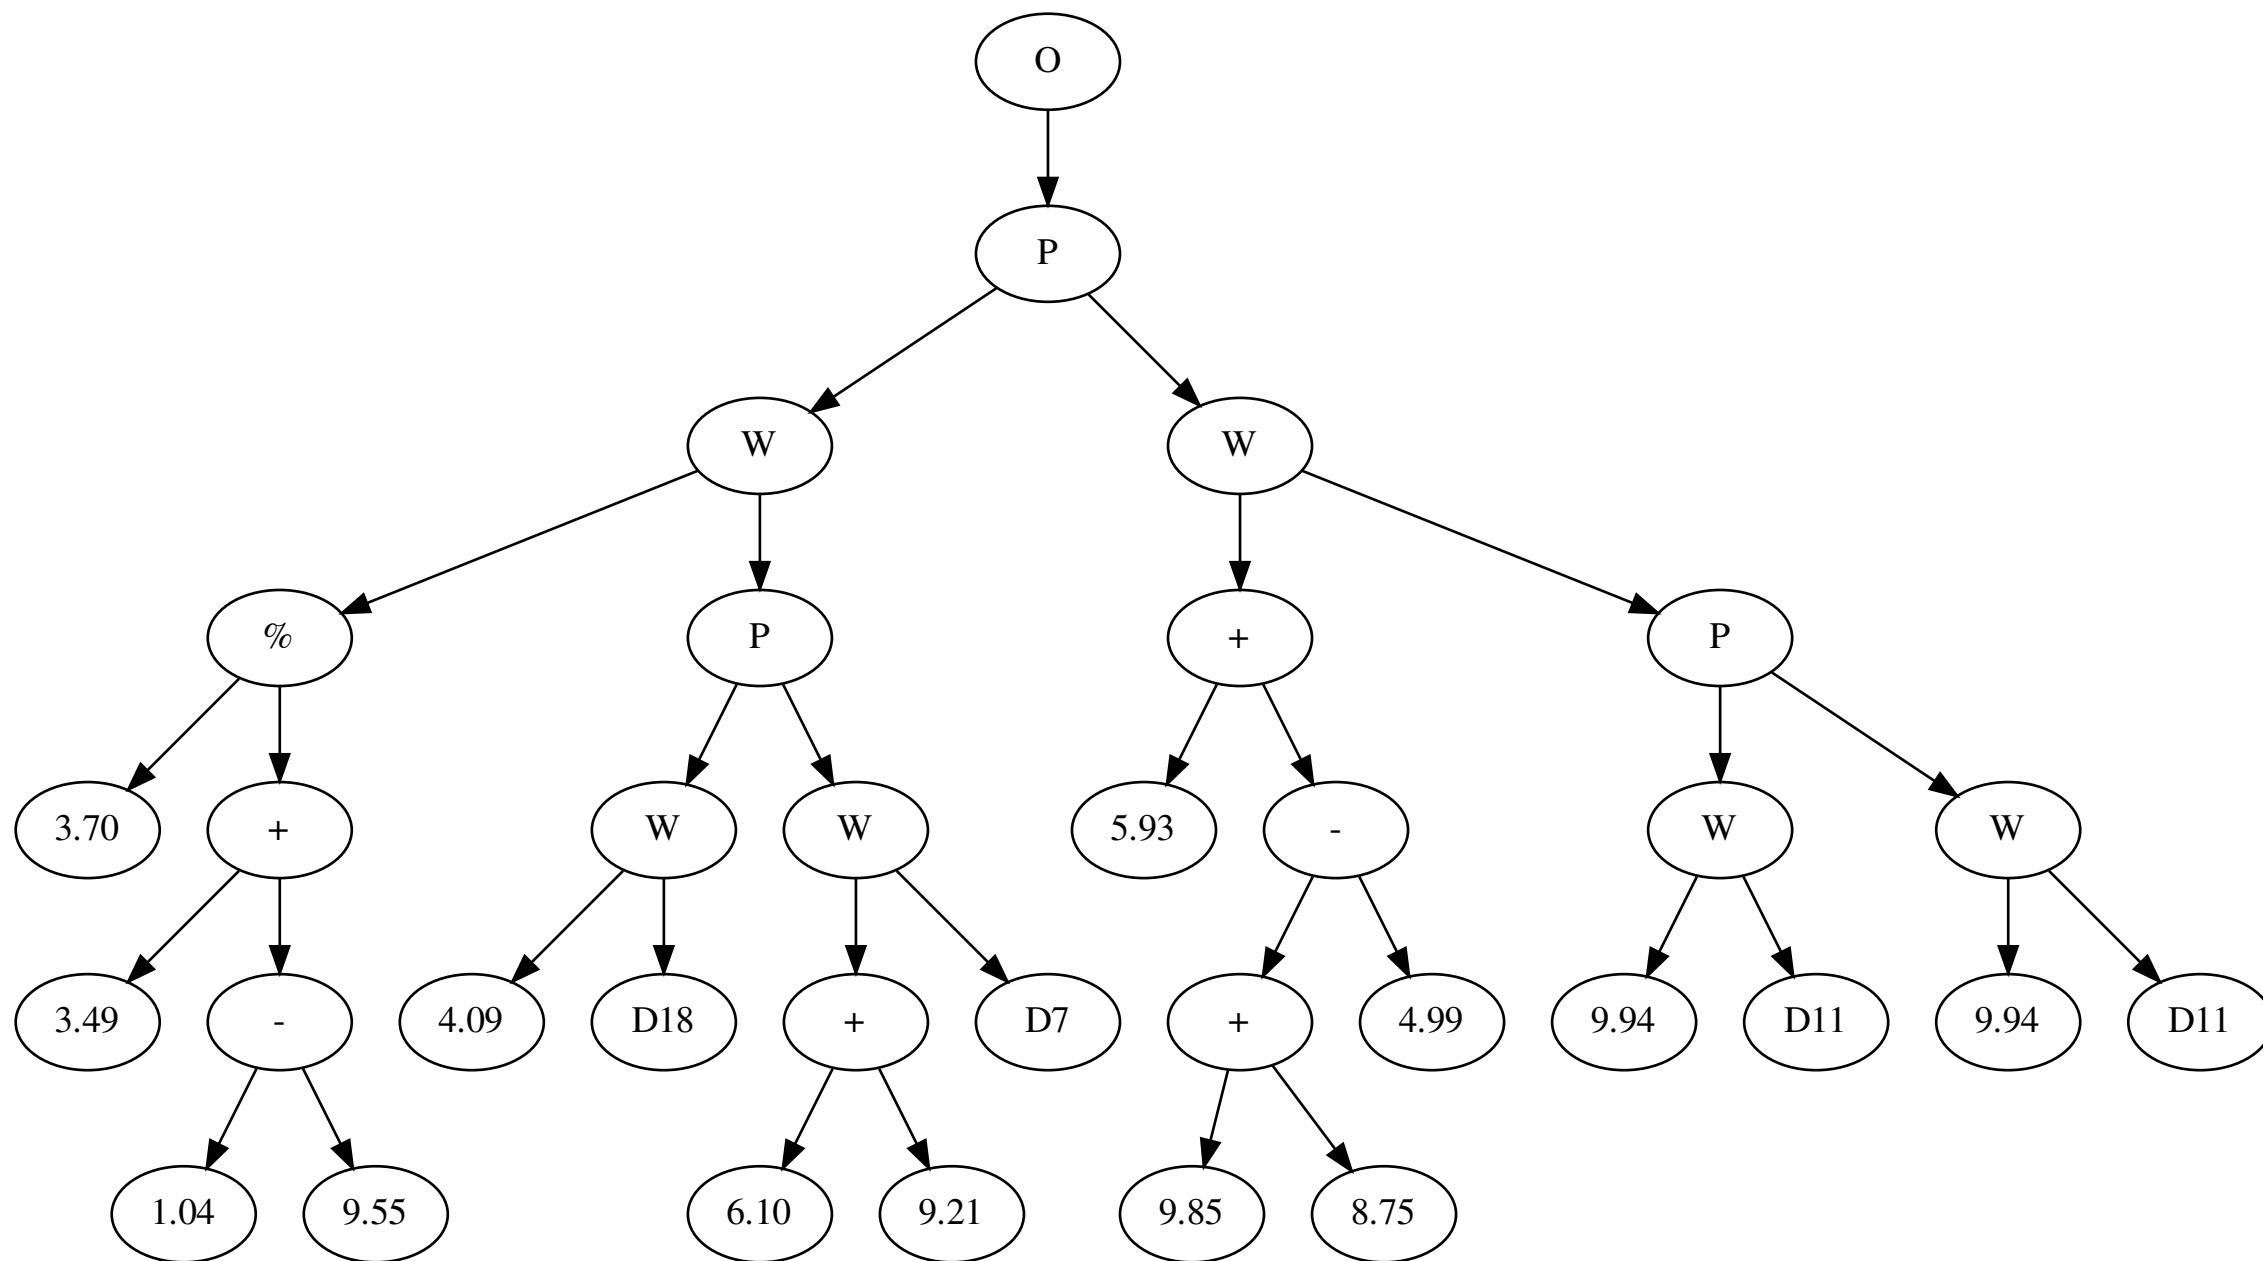 O
P
W W
% P + P
3.70 + W W 5.93 - W W
3.49 - 4.09 D18 + D7 + 4.99 9.94 D11 9.94 D11
1.04 9.55 6.10 9.21 9.85 8.75